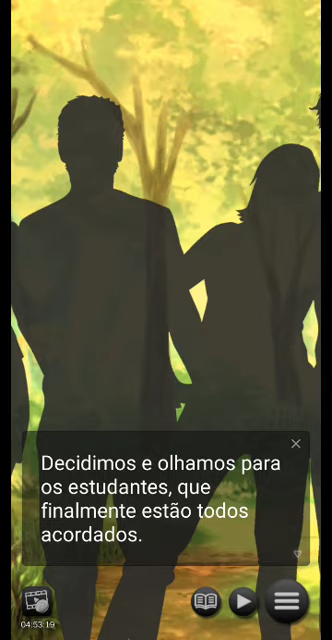 Decidimos e olhamos para
os estudantes, que
finalmente estão todos
acordados.
04:53:19